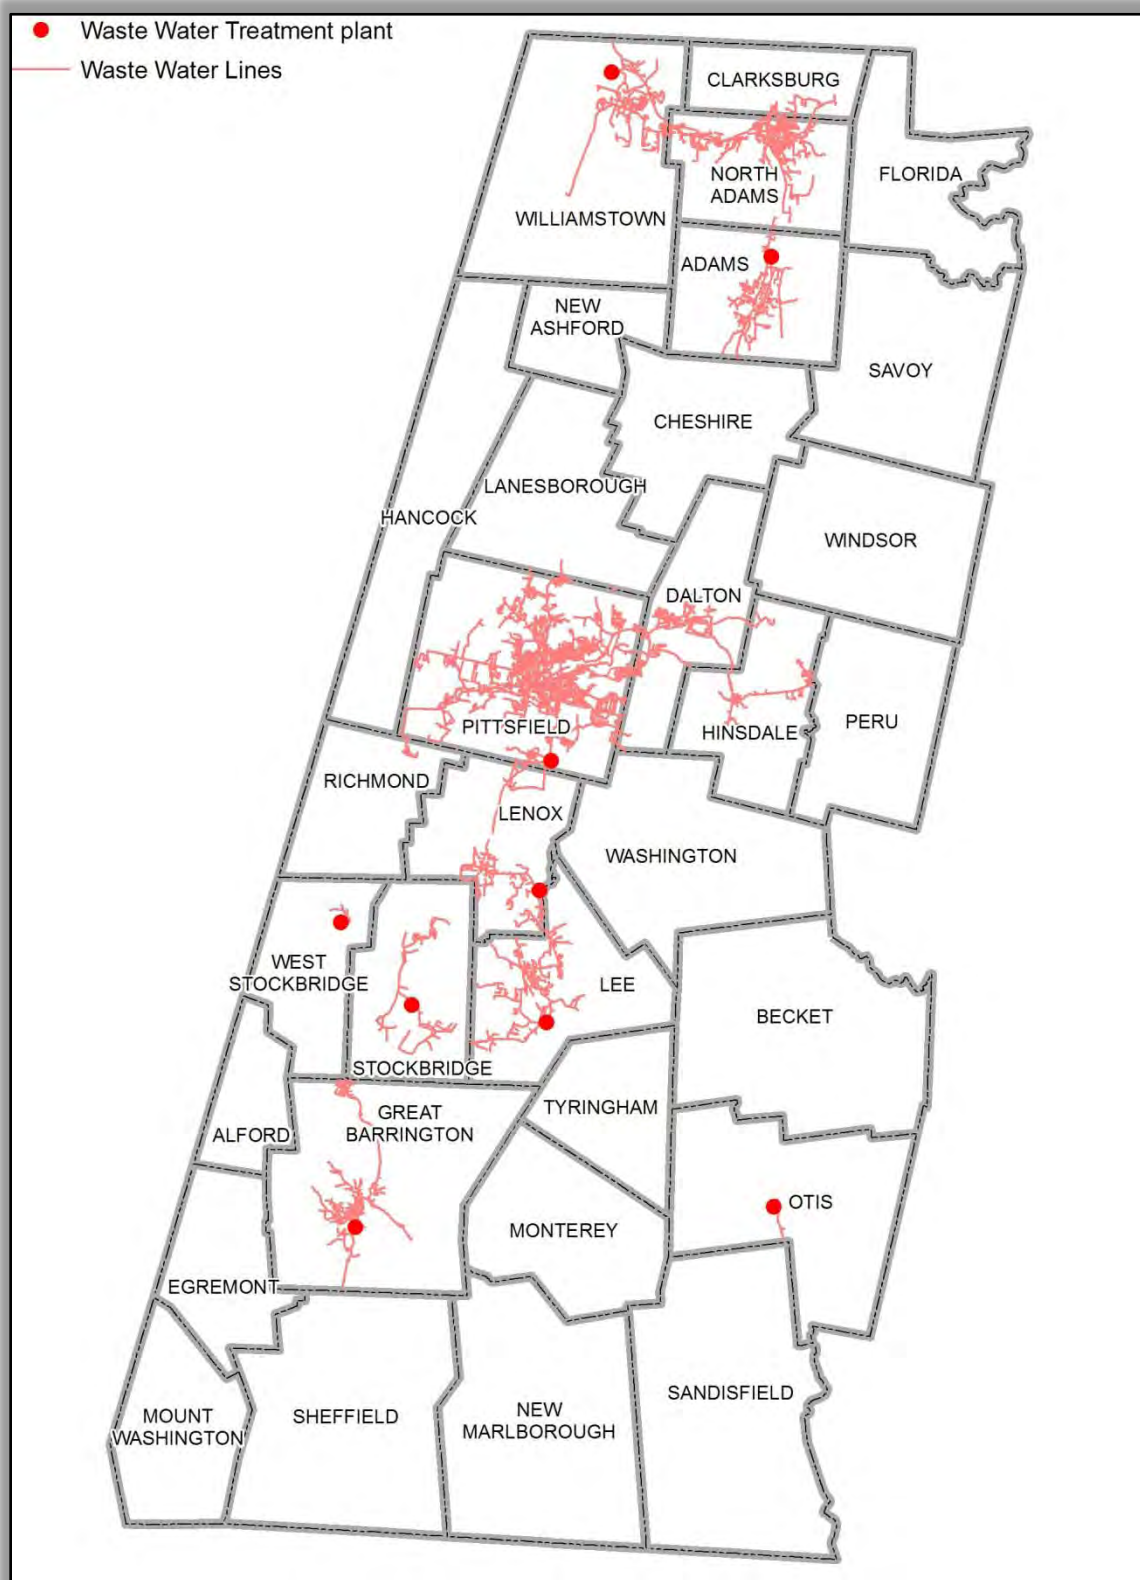 Waste Water Treatment plant
Waste Water Lines
CLARKSBURG
FLORIDA
NORTH
ADAMS
WILLIAMSTOWN
ADAMS
NEW
ASHFORD
SAVOY
CHESHIRE
LANESBOROUGH
HANCOCK
WINDSOR
DALTON
PERU
PITTSFIELD
HINSDALE
RICHMOND
LENOX
WASHINGTON
WEST
STOCKBRIDGE
LEE
BECKET
STOCKBRIDGE
TYRINGHAM
GREAT
BARRINGTON
ALFORD
OTIS
MONTEREY
EGREMONT
SANDISFIELD
MOUNT
WASHINGTON
SHEFFIELD
NEW
MARLBOROUGH